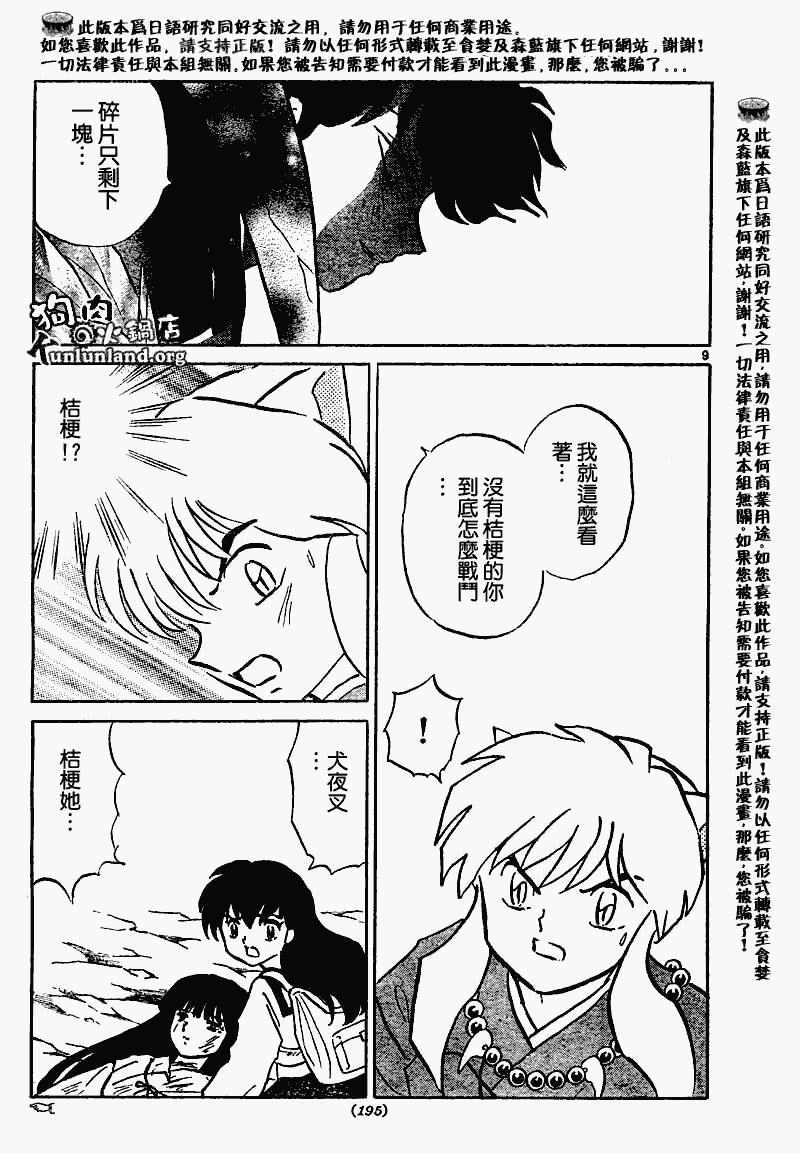 此版本爲日語研究同好交流之用，請勿用于任何商業用途。
如您喜歡此作品，請支持正版！請勿以任何形式轉載至貪婪及森藍旗下任何網站，謝謝！
一切法律責任與本組無關。如果您被告知需要付款才能看到此漫畫，那麼，您被騙了...
此版本爲日語研究同好交流之用，請勿用于任何商業用途。如您喜歡此作品，請支持正版！請勿以任何形式轉載至貪婪
及森藍旗下任何網站，謝謝！一切法律責任與本組無關。如果您被告知需要付款才能看到此漫畫，那麼，您被騙了！
碎片只剩下
一塊…
狗肉
火鍋店
unlunland.org
9
我就這麼看
著…
沒有桔梗的你
到底怎麼戰鬥
…
！
桔梗!?
犬夜叉
…
桔梗她…
(195)